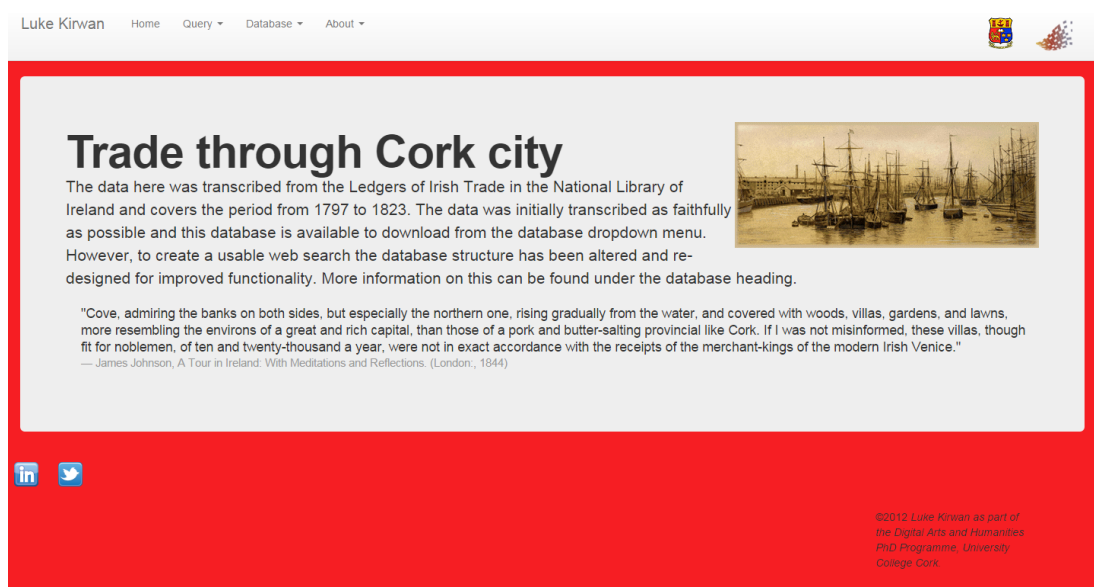 Luke Kirwan Home Query Database About
Trade through Cork city
The data here was transcribed from the Ledgers of Irish Trade in the National Library of
Ireland and covers the period from 1797 to 1823. The data was initially transcribed as faithfully
as possible and this database is available to download from the database dropdown menu.
However, to create a usable web search the database structure has been altered and re-
designed for improved functionality. More information on this can be found under the database heading.
"Cove, admiring the banks on both sides, but especially the northern one, rising gradually from the water, and covered with woods, villas, gardens, and lawns,
more resembling the environs of a great and rich capital, than those of a pork and butter-salting provincial like Cork. If I was not misinformed, these villas, though
fit for noblemen, of ten and twenty-thousand a year, were not in exact accordance with the receipts of the merchant-kings of the modern Irish Venice."
— James Johnson, A Tour in Ireland: With Meditations and Reflections. (London:, 1844)
in
©2012 Luke Kirwan as part of
the Digital Arts and Humanities
PhD Programme, University
College Cork